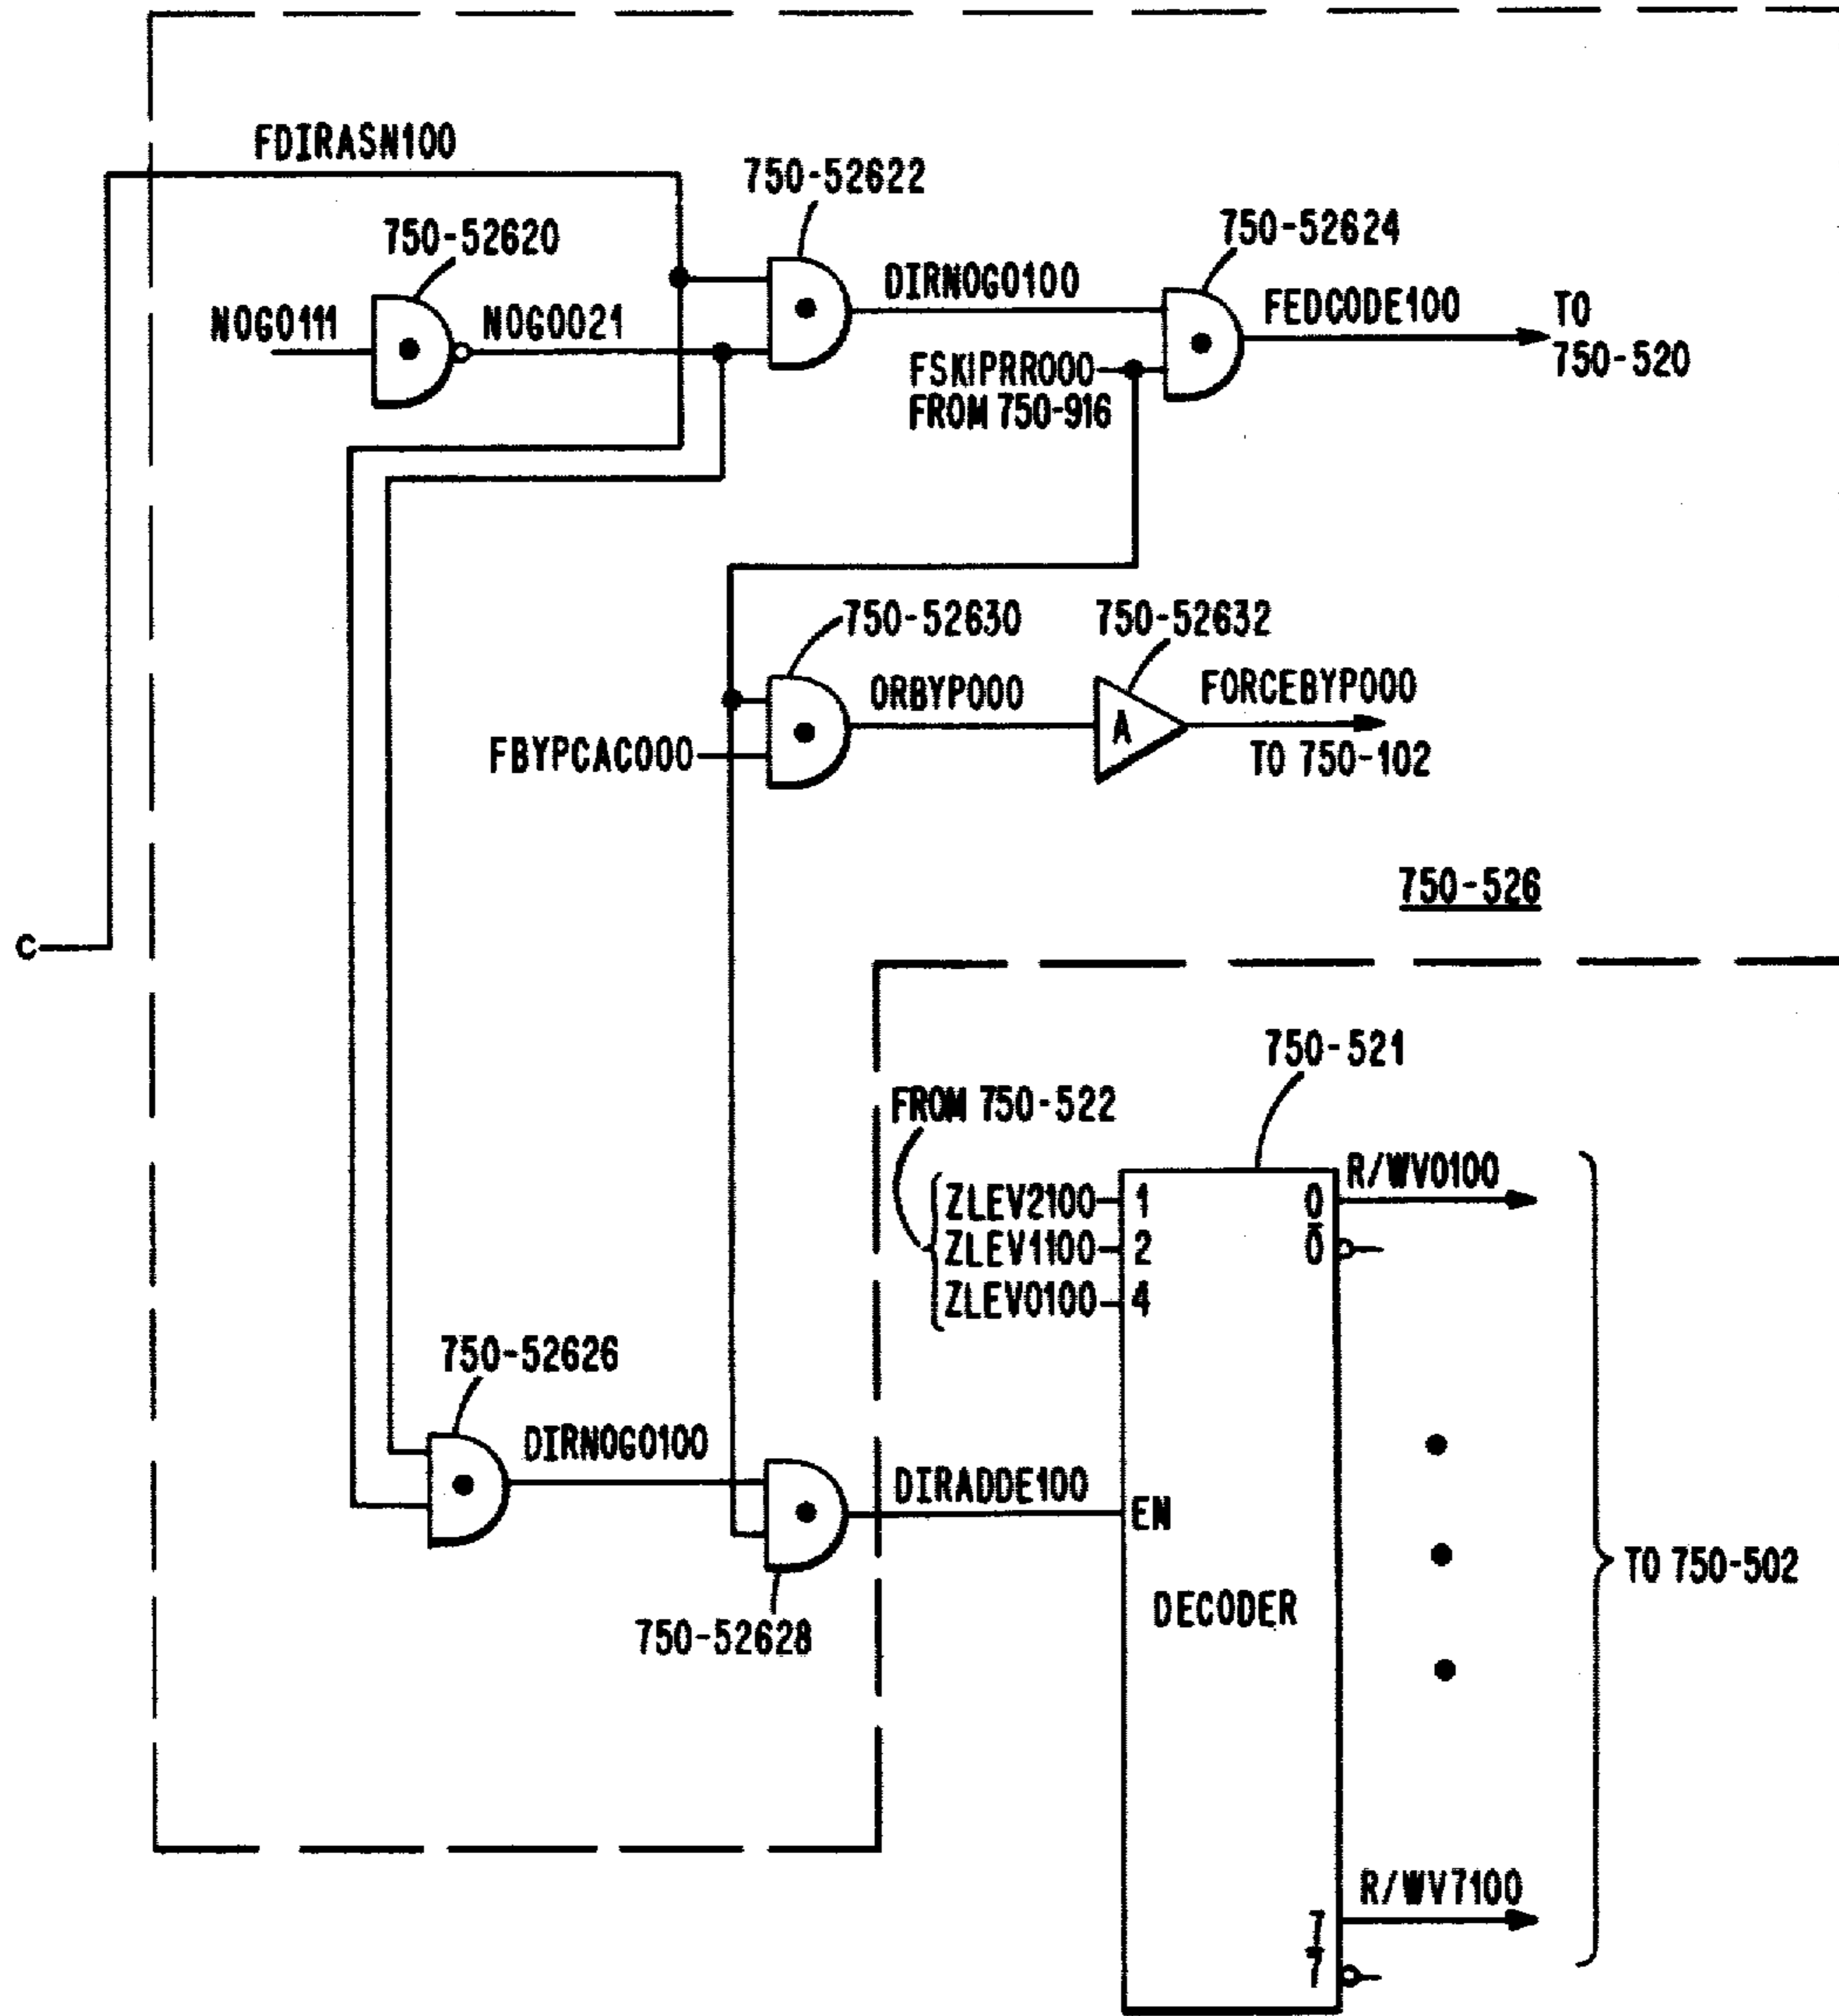 FDIRASN100
750-52622
750-52620
750-52624
NOGO111
NOGO021
DIRNOGO100
FEDCODE100
TO
750-520
FSKIPRR000
FROM 750-916
750-52630
750-52632
ORBYP000
FORCEBYP000
FBYPCAC000
A
TO 750-102
750-526
C
750-521
FROM 750-522
R/WV0100
ZLEV2100
1
0
ZLEV1100
2
0̄
ZLEV0100
4
750-52626
DIRNOGO100
DIRADDE100
EN
TO 750-502
DECODER
750-52628
R/WV7100
7
7̄